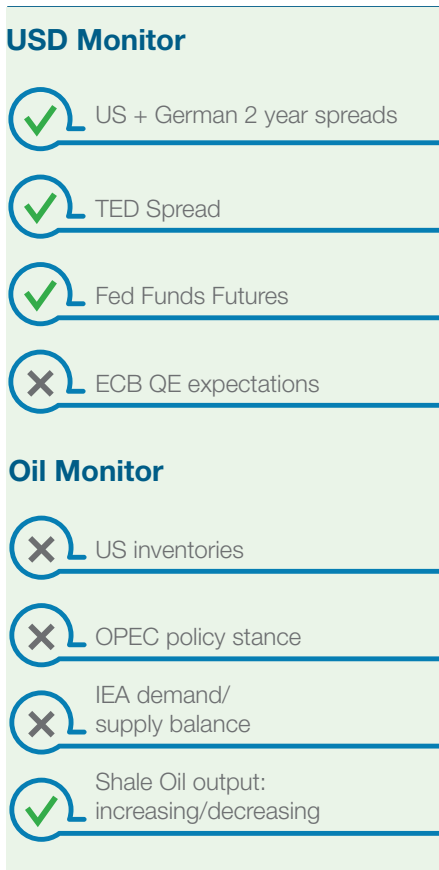 USD Monitor
US + German 2 year spreads
TED Spread
Fed Funds Futures
ECB QE expectations
Oil Monitor
US inventories
OPEC policy stance
IEA demand/
supply balance
Shale Oil output:
increasing/decreasing